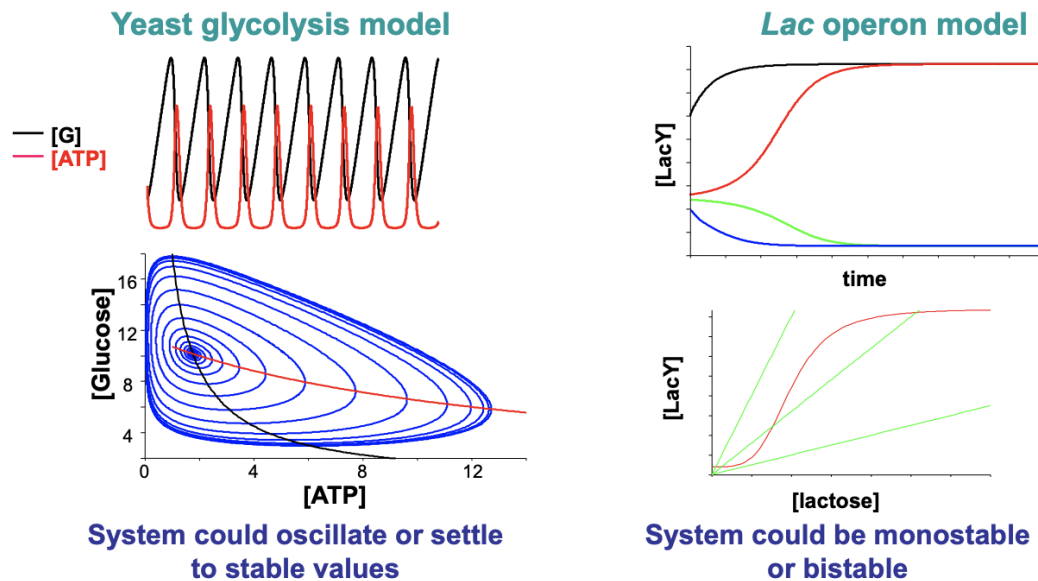 Yeast glycolysis model
[G]
[ATP]
[Glucose]
16
12
8
4
0
4
8
12
[ATP]
System could oscillate or settle
to stable values
Lac operon model
[LacY]
time
[LacY]
[lactose]
System could be monostable
or bistable